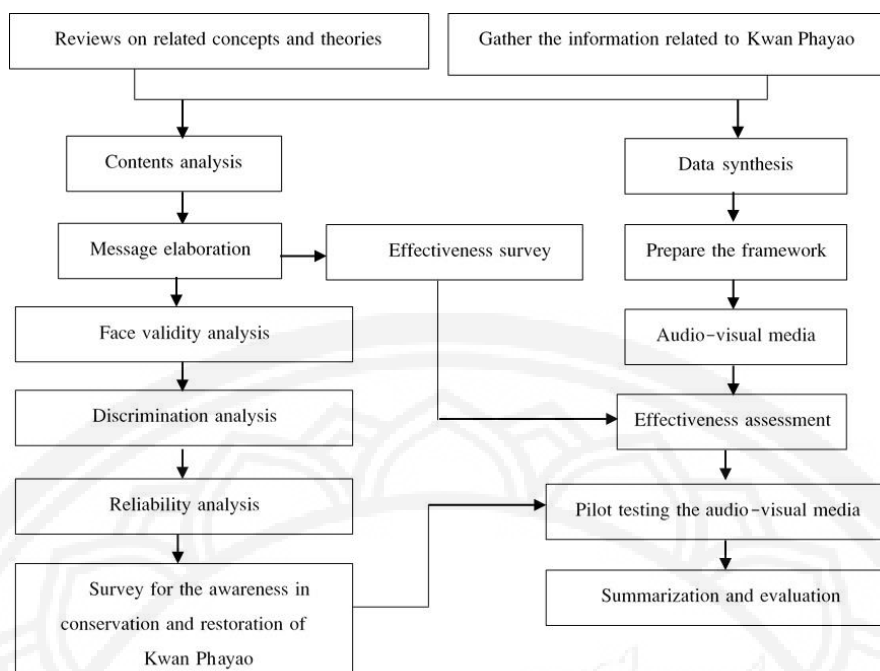 Reviews on related concepts and theories
Gather the information related to Kwan Phayao
Contents analysis
Data synthesis
Message elaboration
Effectiveness survey
Prepare the framework
Face validity analysis
Audio-visual media
Discrimination analysis
Effectiveness assessment
Reliability analysis
Pilot testing the audio-visual media
Survey for the awareness in
conservation and restoration of
Kwan Phayao
Summarization and evaluation